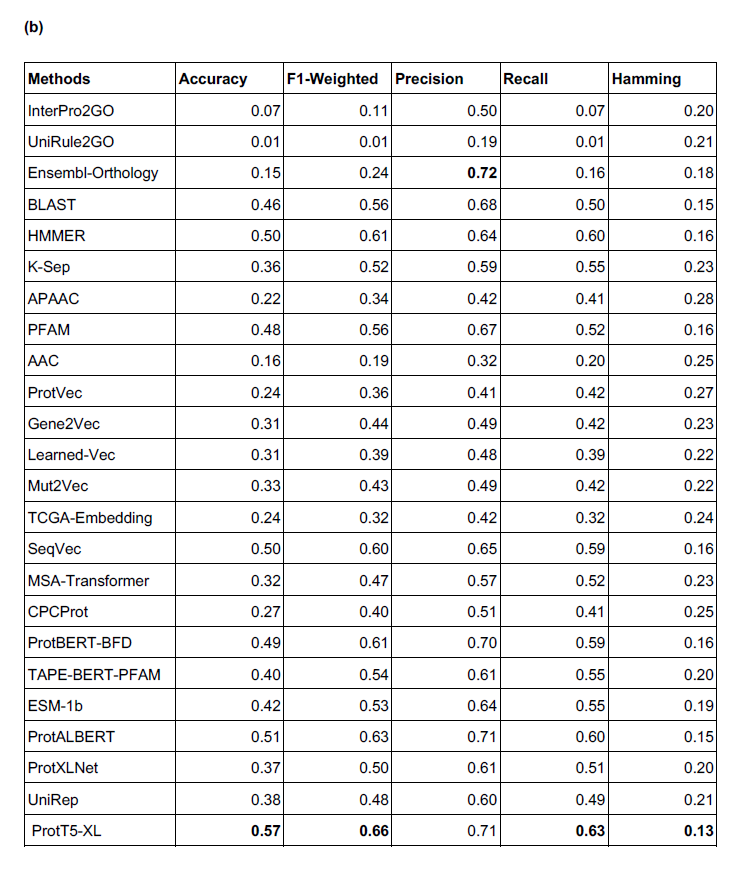 (b)
Methods Accuracy F1-Weighted Precision Recall Hamming
InterPro2GO 0.07 0.11 0.50 0.07 0.20
UniRule2GO 0.01 0.01 0.19 0.01 0.21
Ensembl-Orthology 0.15 0.24 0.72 0.16 0.18
BLAST 0.46 0.56 0.68 0.50 0.15
HMMER 0.50 0.61 0.64 0.60 0.16
K-Sep 0.36 0.52 0.59 0.55 0.23
APAAC 0.22 0.34 0.42 0.41 0.28
PFAM 0.48 0.56 0.67 0.52 0.16
AAC 0.16 0.19 0.32 0.20 0.25
ProtVec 0.24 0.36 0.41 0.42 0.27
Gene2Vec 0.31 0.44 0.49 0.42 0.23
Learned-Vec 0.31 0.39 0.48 0.39 0.22
Mut2Vec 0.33 0.43 0.49 0.42 0.22
TCGA-Embedding 0.24 0.32 0.42 0.32 0.24
SeqVec 0.50 0.60 0.65 0.59 0.16
MSA-Transformer 0.32 0.47 0.57 0.52 0.23
CPCProt 0.27 0.40 0.51 0.41 0.25
ProtBERT-BFD 0.49 0.61 0.70 0.59 0.16
TAPE-BERT-PFAM 0.40 0.54 0.61 0.55 0.20
ESM-1b 0.42 0.53 0.64 0.55 0.19
ProtALBERT 0.51 0.63 0.71 0.60 0.15
ProtXLNet 0.37 0.50 0.61 0.51 0.20
UniRep 0.38 0.48 0.60 0.49 0.21
ProtT5-XL 0.57 0.66 0.71 0.63 0.13